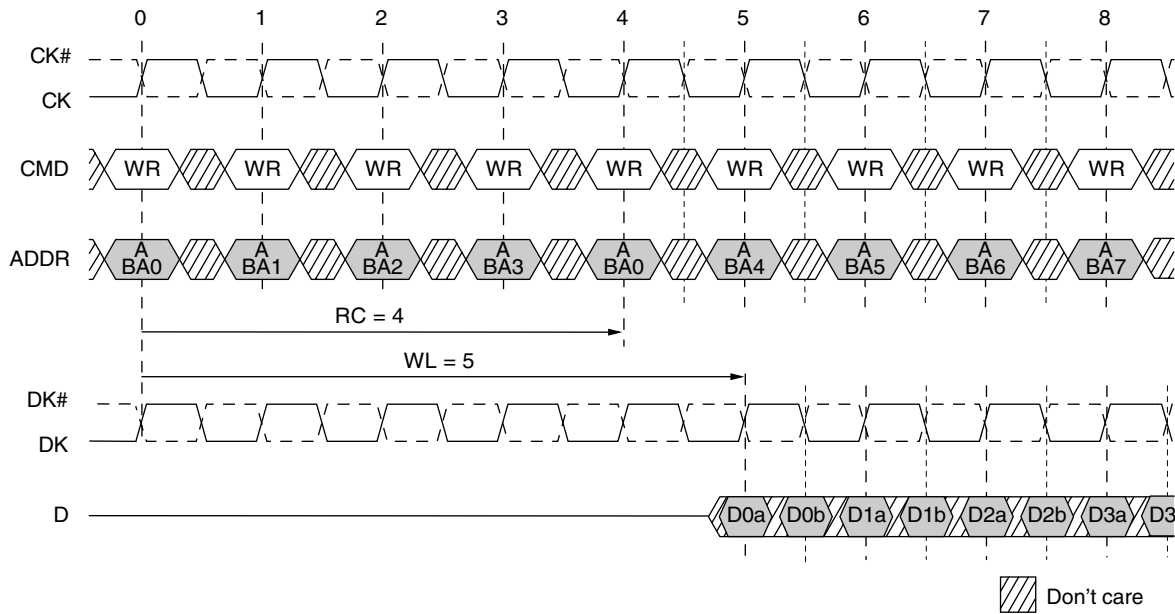 0 1 2 3 4 5 6 7 8
CK#
CK
CMD WR WR WR WR WR WR WR WR WR
ADDR A A A A A A A A A
BA0 BA1 BA2 BA3 BA0 BA4 BA5 BA6 BA7
RC = 4
WL = 5
DK#
DK
D D0a D0b D1a D1b D2a D2b D3a D3
Don't care